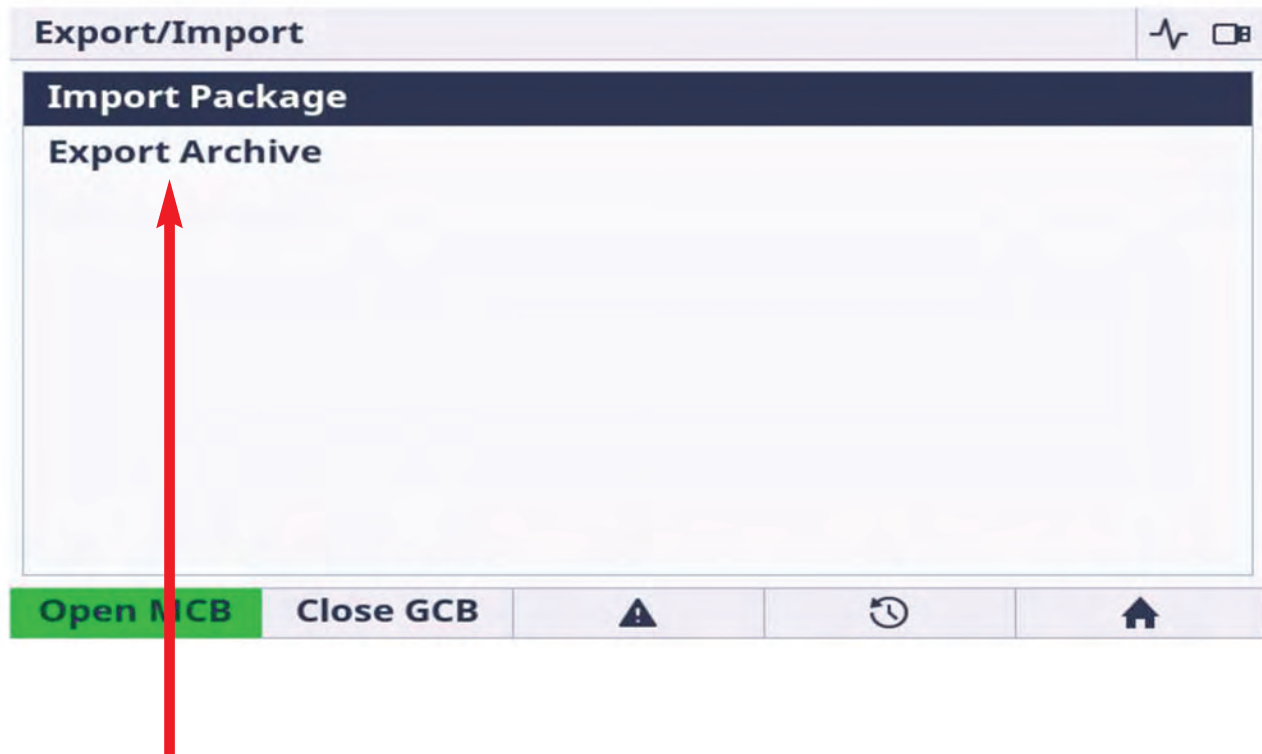 Export/Import
Import Package
Export Archive
Open MCB
Close GCB